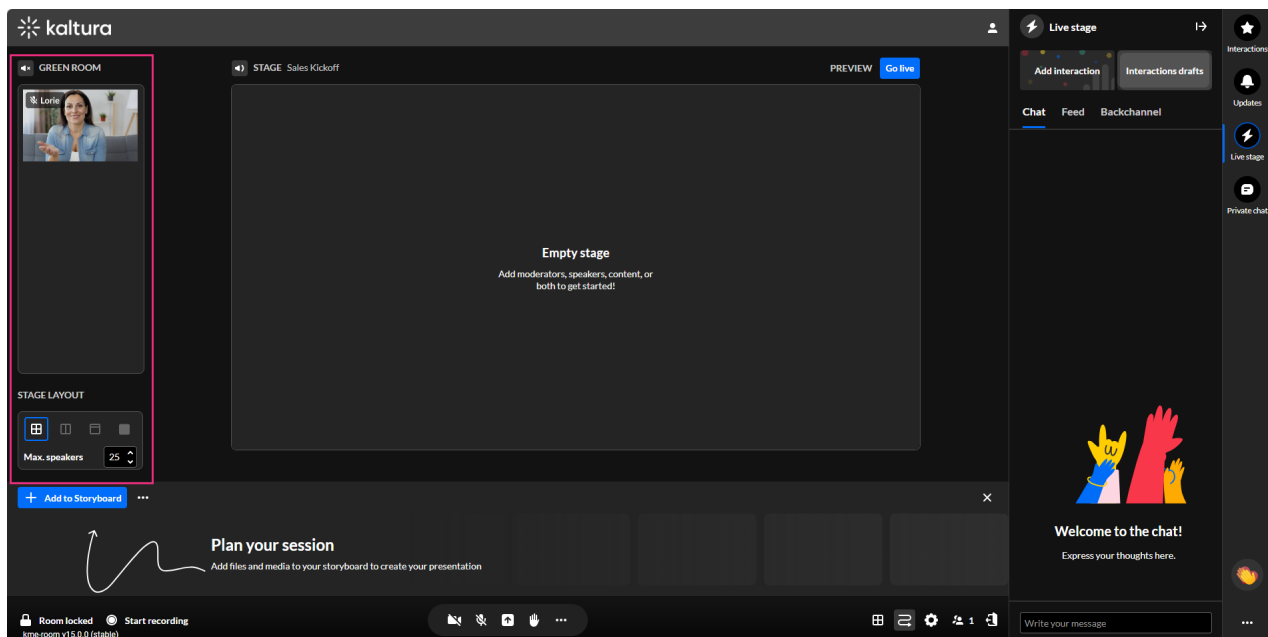 kaltura
GREEN ROOM
Lorie
STAGE LAYOUT
Max. speakers 25
STAGE Sales Kickoff
PREVIEW Go live
Empty stage
Add moderators, speakers, content, or
both to get started!
Add to Storyboard
Plan your session
Add files and media to your storyboard to create your presentation
Room locked Start recording
kme-room v15.0.0 (stable)
1
Live stage
Add interaction Interactions drafts
Chat Feed Backchannel
Welcome to the chat!
Express your thoughts here.
Write your message
Interactions
Updates
Live stage
Private chat